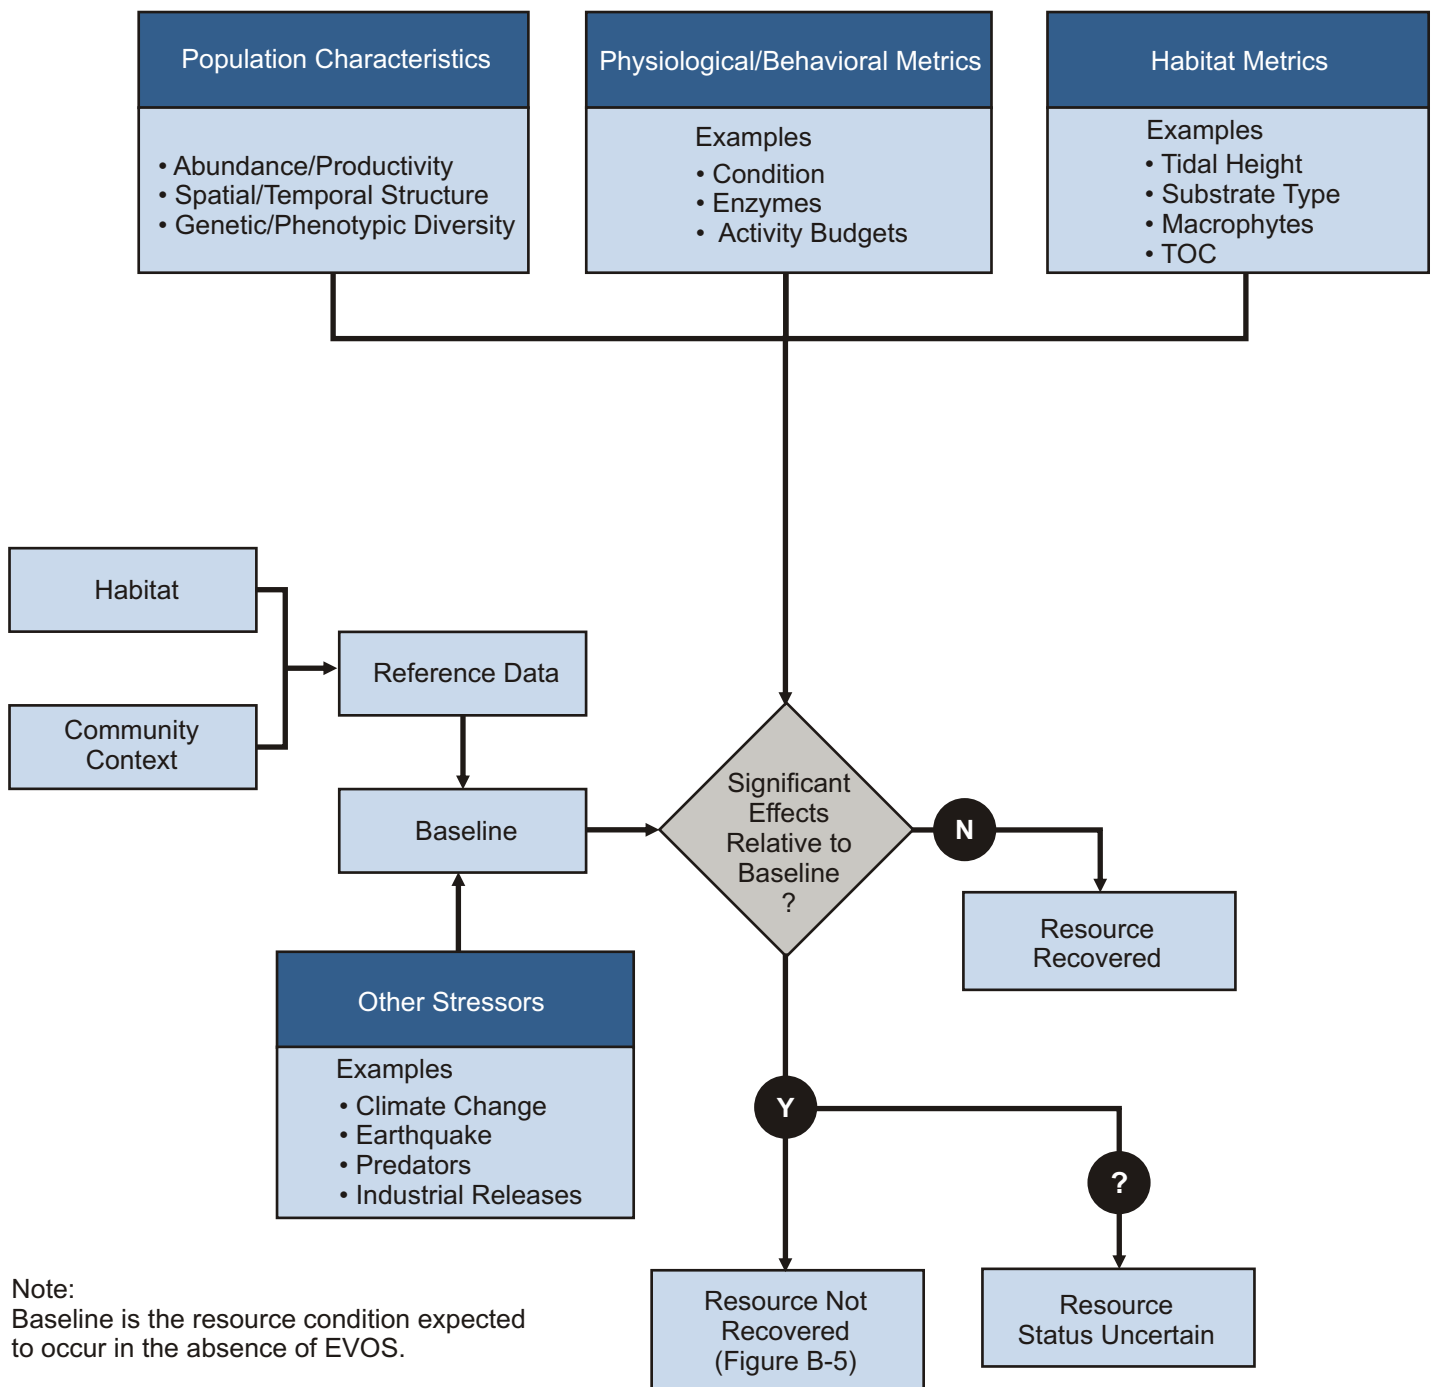 Population Characteristics
• Abundance/Productivity
• Spatial/Temporal Structure
• Genetic/Phenotypic Diversity
Physiological/Behavioral Metrics
Examples
• Condition
• Enzymes
• Activity Budgets
Habitat Metrics
Examples
• Tidal Height
• Substrate Type
• Macrophytes
• TOC
Habitat
Community
Context
Reference Data
Baseline
Significant
Effects
Relative to
Baseline
?
N
Resource
Recovered
Other Stressors
Examples
• Climate Change
• Earthquake
• Predators
• Industrial Releases
Y
?
Resource Not
Recovered
(Figure B-5)
Resource
Status Uncertain
Note:
Baseline is the resource condition expected
to occur in the absence of EVOS.